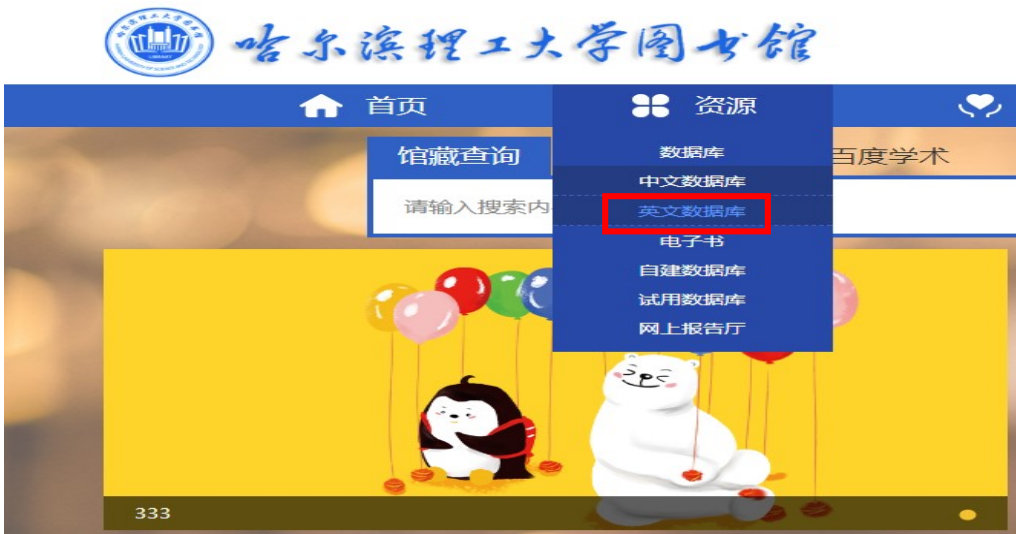 哈尔滨理工大学图书馆
首页
资源
馆藏查询
百度学术
请输入搜索内
数据库
中文数据库
英文数据库
电子书
自建数据库
试用数据库
网上报告厅
333